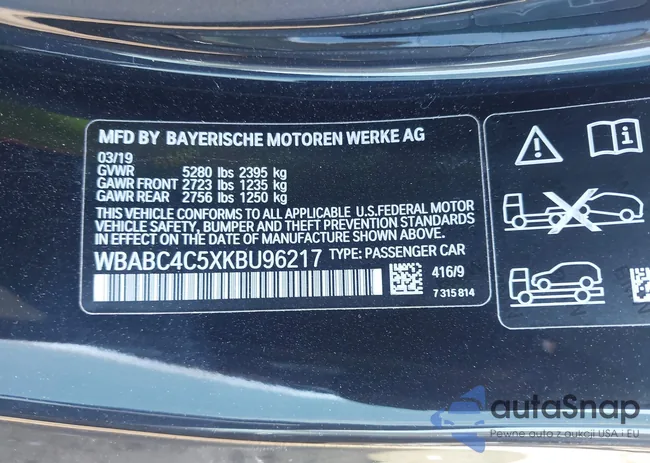 MFD BY BAYERISCHE MOTOREN WERKE AG
03/19
GVWR 5280 lbs 2395 kg
GAWR FRONT 2723 lbs 1235 kg
GAWR REAR 2756 lbs 1250 kg
THIS VEHICLE CONFORMS TO ALL APPLICABLE U.S.FEDERAL MOTOR
VEHICLE SAFETY, BUMPER AND THEFT PREVENTION STANDARDS
IN EFFECT ON THE DATE OF MANUFACTURE SHOWN ABOVE.
WBABC4C5XKBU96217 TYPE: PASSENGER CAR
416/9
7 315 814
autoSnap
Pewne auta z aukcji USA i EU